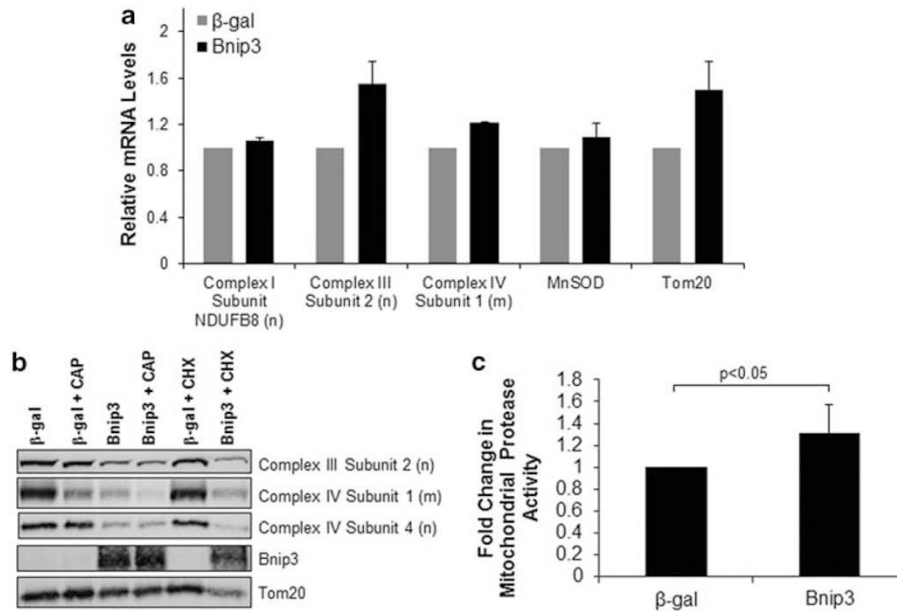 a
β-gal
Bnip3
Relative mRNA Levels
2
1.6
1.2
0.8
0.4
0
Complex I
Subunit
NDUFB8 (n)
Complex III
Subunit 2 (n)
Complex IV
Subunit 1 (m)
MnSOD
Tom20
b
β-gal
β-gal + CAP
Bnip3
Bnip3 + CAP
β-gal + CHX
Bnip3 + CHX
Complex III Subunit 2 (n)
Complex IV Subunit 1 (m)
Complex IV Subunit 4 (n)
Bnip3
Tom20
c
Fold Change in
Mitochondrial Protease
Activity
1.8
1.6
1.4
1.2
1
0.8
0.6
0.4
0.2
0
p<0.05
β-gal
Bnip3